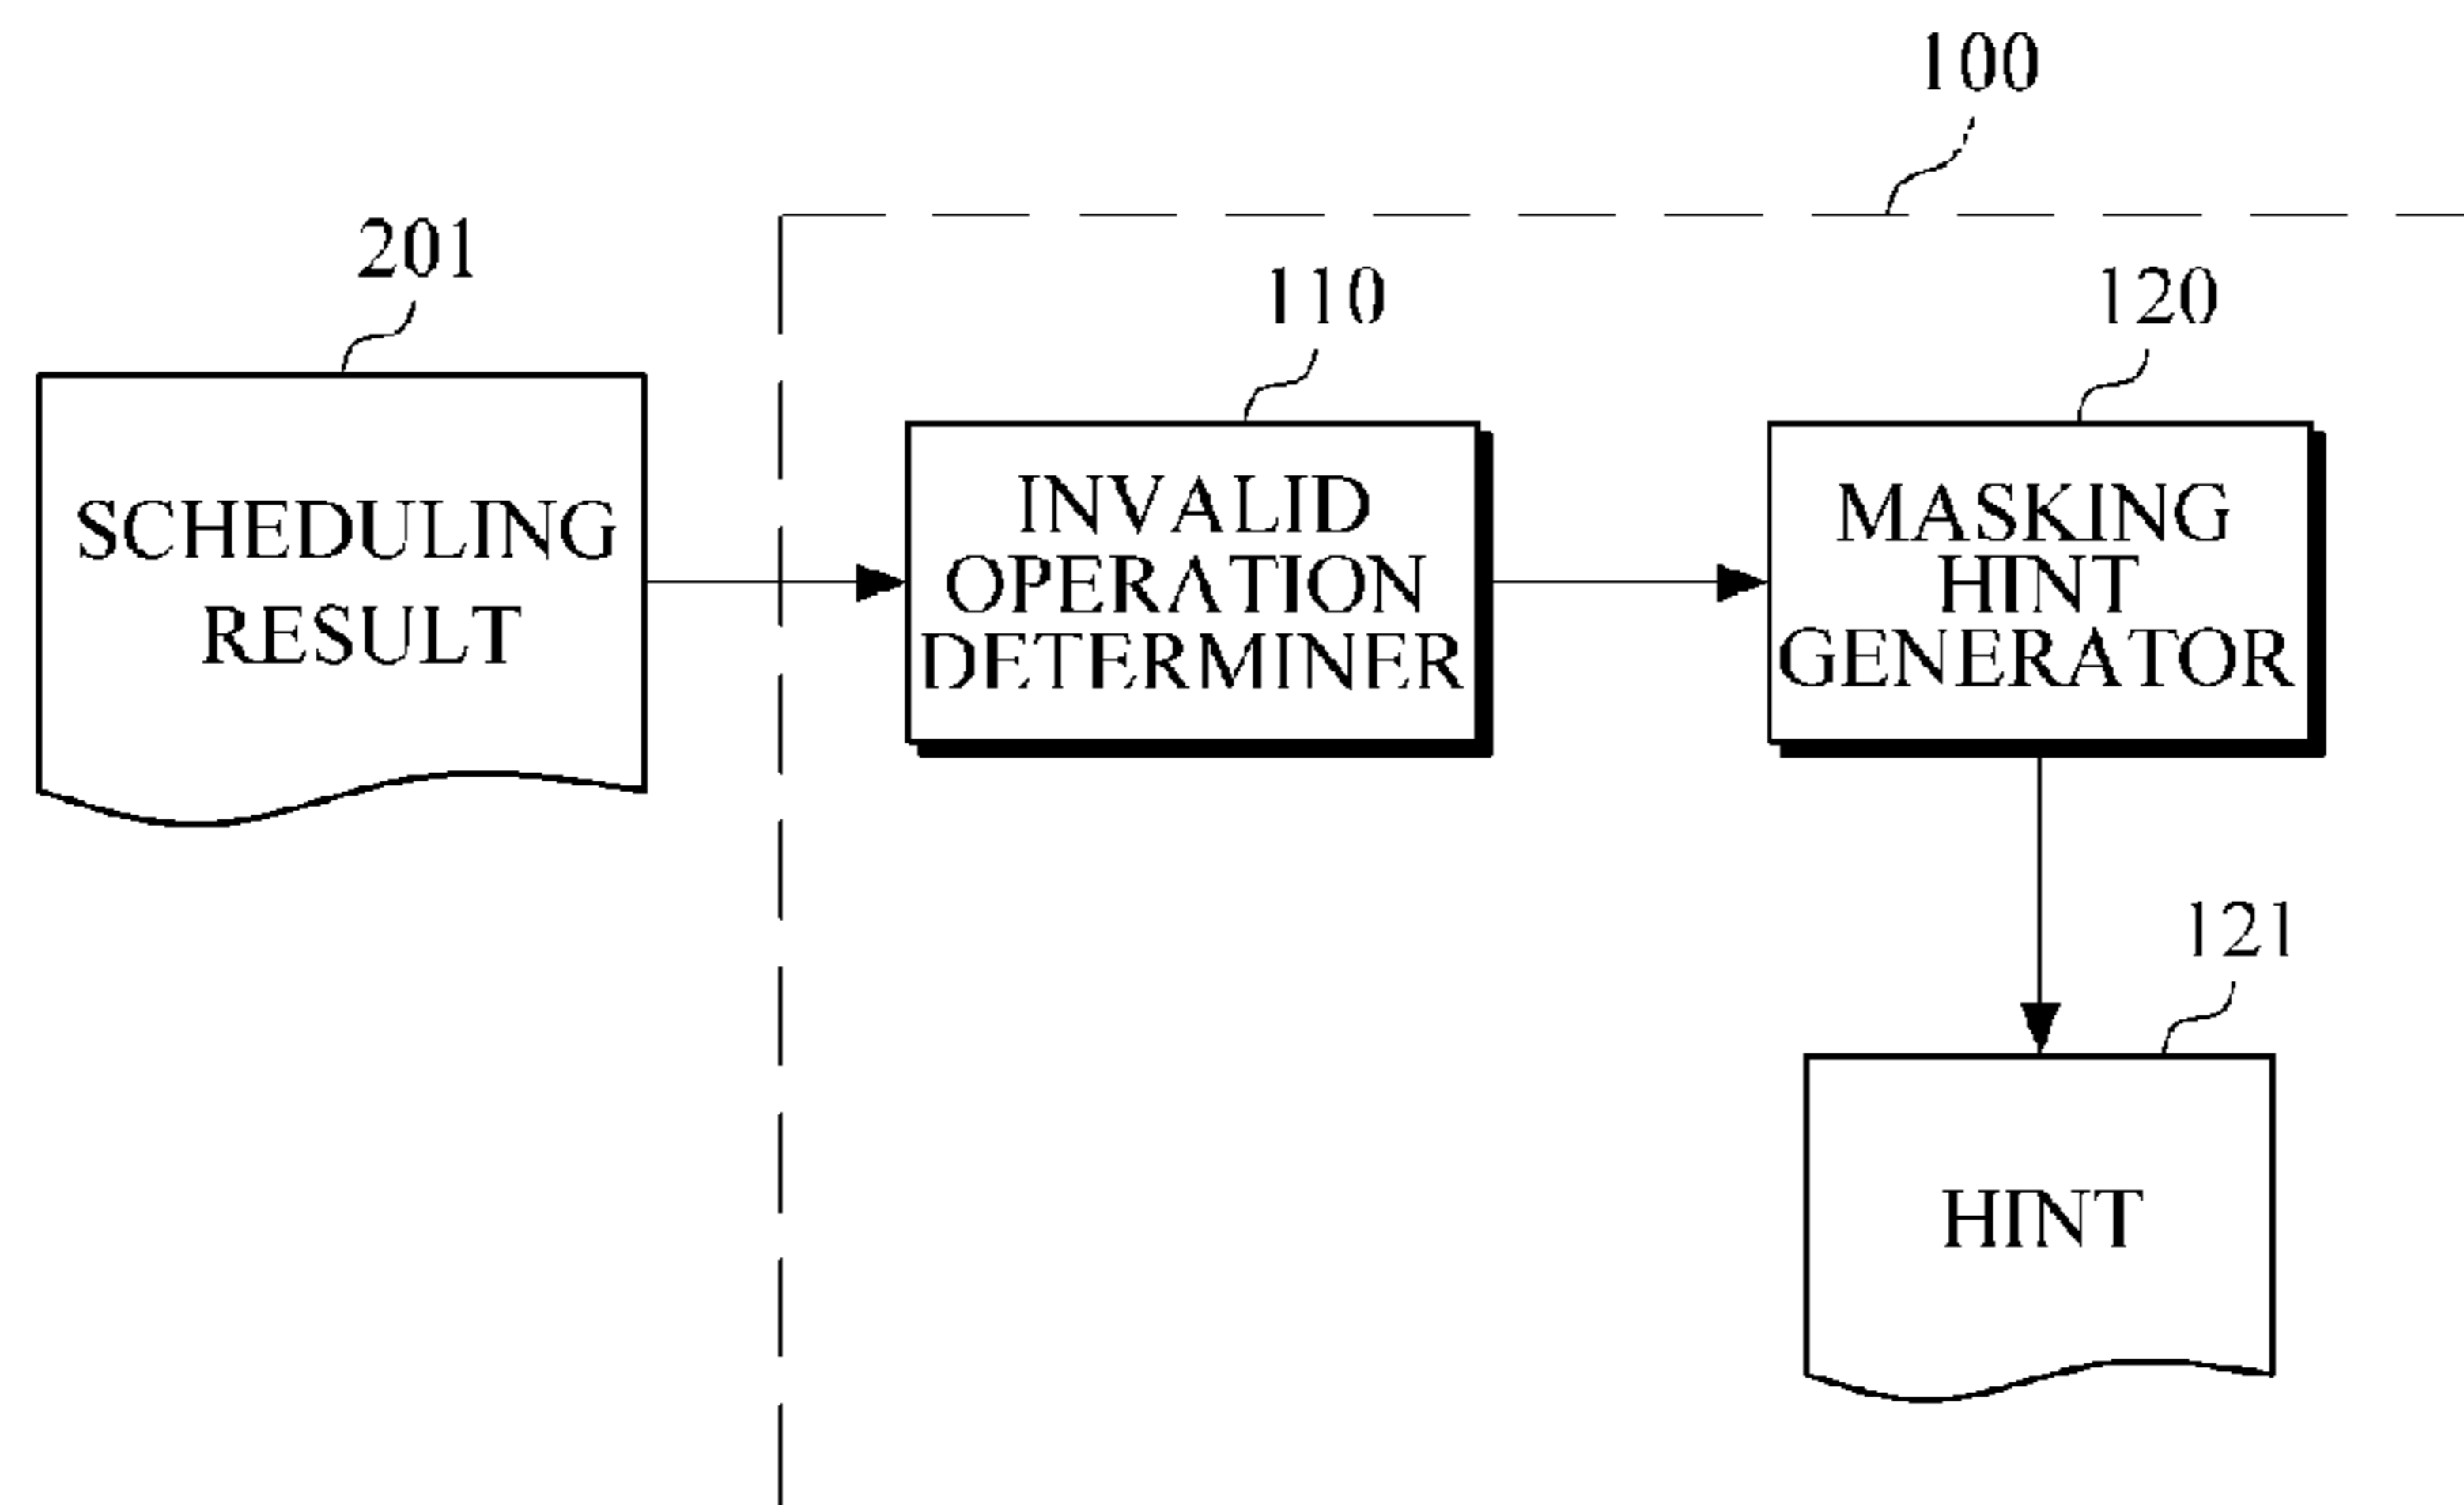 100
201
110
120
SCHEDULING
RESULT
INVALID
OPERATION
DETERMINER
MASKING
HINT
GENERATOR
121
HINT